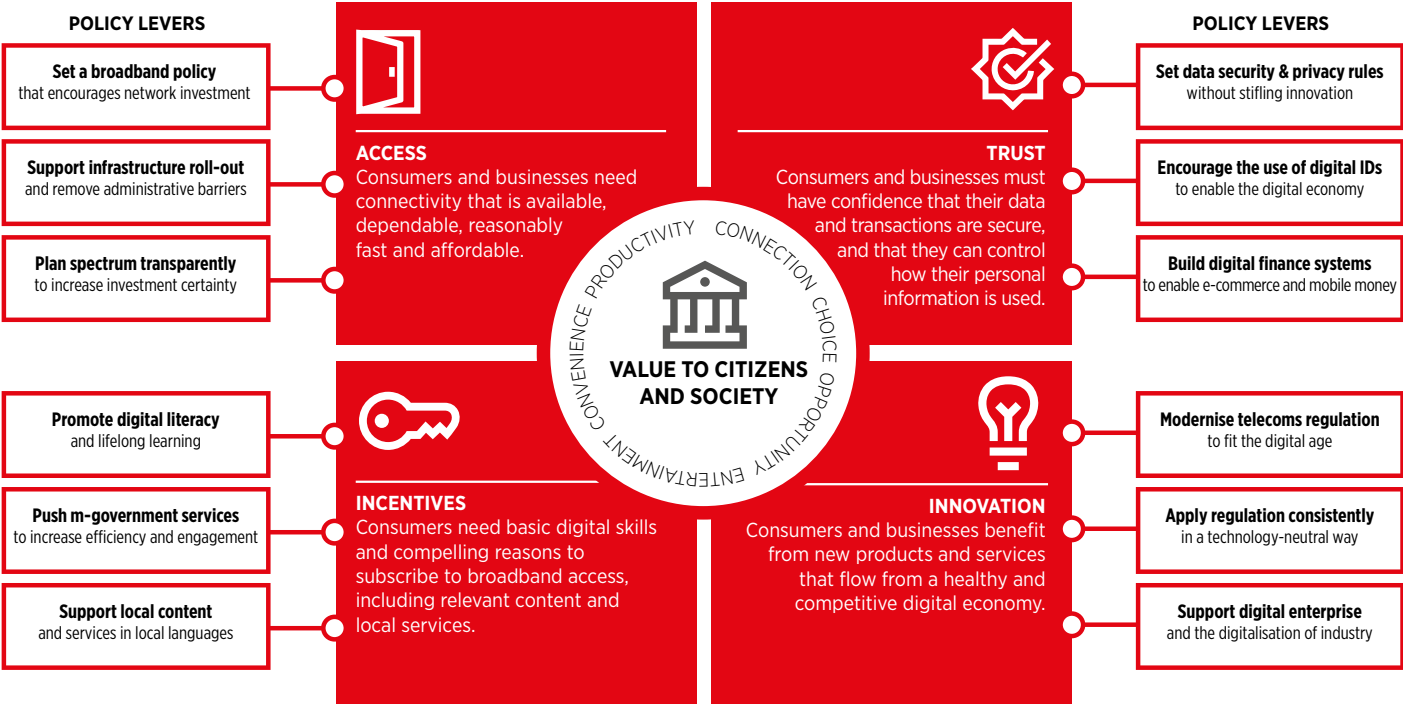 POLICY LEVERS
Set a broadband policy
that encourages network investment
Support infrastructure roll-out
and remove administrative barriers
Plan spectrum transparently
to increase investment certainty
Promote digital literacy
and lifelong learning
Push m-government services
to increase efficiency and engagement
Support local content
and services in local languages
ACCESS
Consumers and businesses need
connectivity that is available,
dependable, reasonably
fast and affordable.
TRUST
Consumers and businesses must
have confidence that their data
and transactions are secure,
and that they can control
how their personal
information is used.
CONNECTION CHOICE OPPORTUNITY ENTERTAINMENT CONVENIENCE PRODUCTIVITY
VALUE TO CITIZENS
AND SOCIETY
INCENTIVES
Consumers need basic digital skills
and compelling reasons to
subscribe to broadband access,
including relevant content and
local services.
INNOVATION
Consumers and businesses benefit
from new products and services
that flow from a healthy and
competitive digital economy.
POLICY LEVERS
Set data security & privacy rules
without stifling innovation
Encourage the use of digital IDs
to enable the digital economy
Build digital finance systems
to enable e-commerce and mobile money
Modernise telecoms regulation
to fit the digital age
Apply regulation consistently
in a technology-neutral way
Support digital enterprise
and the digitalisation of industry